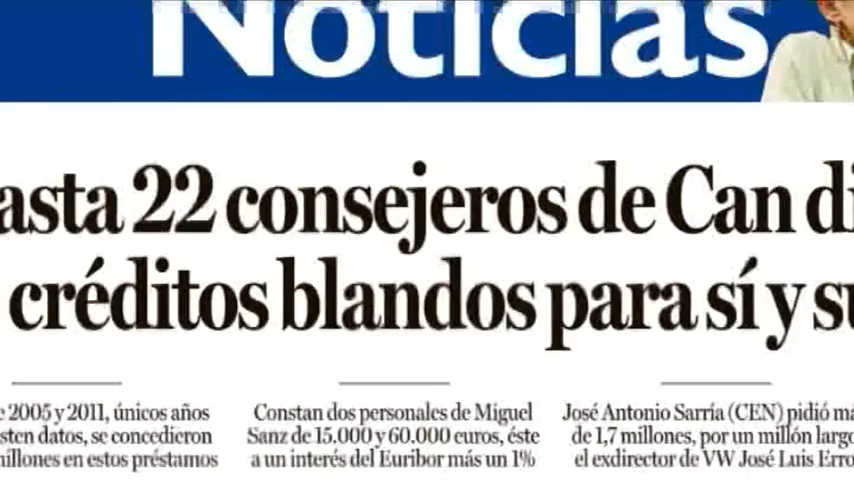 Noticias
asta 22 consejeros de Can di
créditos blandos para sí y su
e 2005 y 2011, únicos años
sten datos, se concedieron
illones en estos préstamos
Constan dos personales de Miguel
Sanz de 15.000 y 60.000 euros, éste
a un interés del Euribor más un 1%
José Antonio Sarría (CEN) pidió má
de 1,7 millones, por un millón largo
el exdirector de VW José Luis Erro